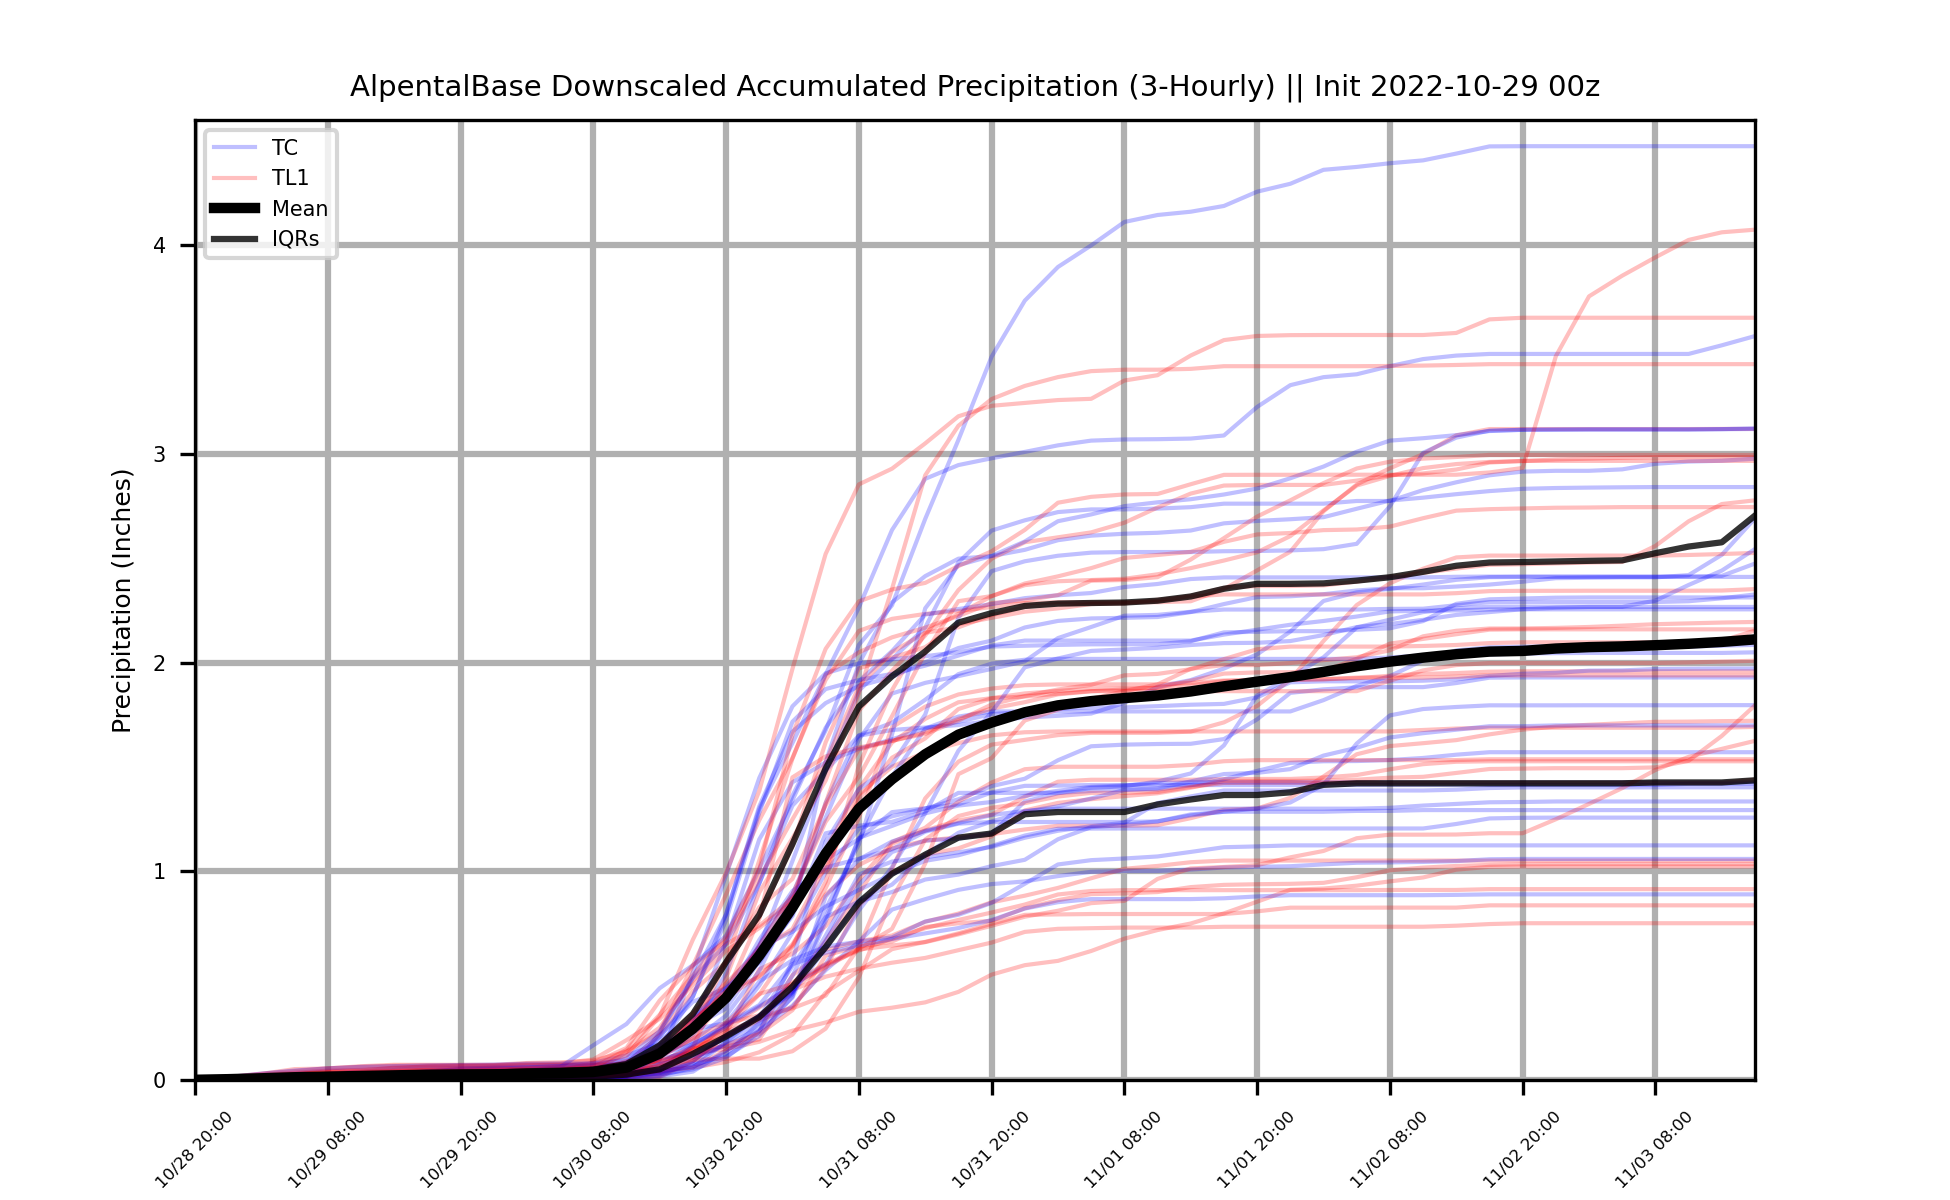 AlpentalBase Downscaled Accumulated Precipitation (3-Hourly) || Init 2022-10-29 00z
TC
TL1
Mean
IQRs
Precipitation (Inches)
4
3
2
1
0
10/28 20:00
10/29 08:00
10/29 20:00
10/30 08:00
10/30 20:00
10/31 08:00
10/31 20:00
11/01 08:00
11/01 20:00
11/02 08:00
11/02 20:00
11/03 08:00